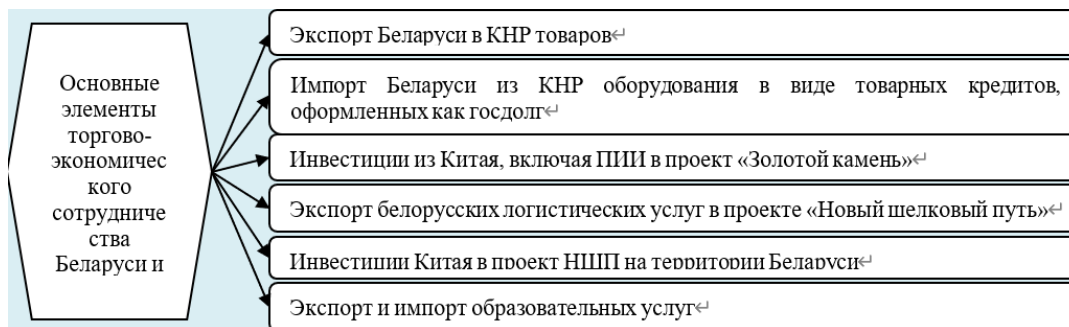 Основные
элементы
торгово-
экономичес
кого
сотрудниче
ства
Беларуси и
Экспорт Беларуси в КНР товаров↵
Импорт Беларуси из КНР оборудования в виде товарных кредитов,
оформленных как госдолг↵
Инвестиции из Китая, включая ПИИ в проект «Золотой камень»↵
Экспорт белорусских логистических услуг в проекте «Новый шелковый путь»↵
Инвестиции Китая в проект НШП на территории Беларуси↵
Экспорт и импорт образовательных услуг↵